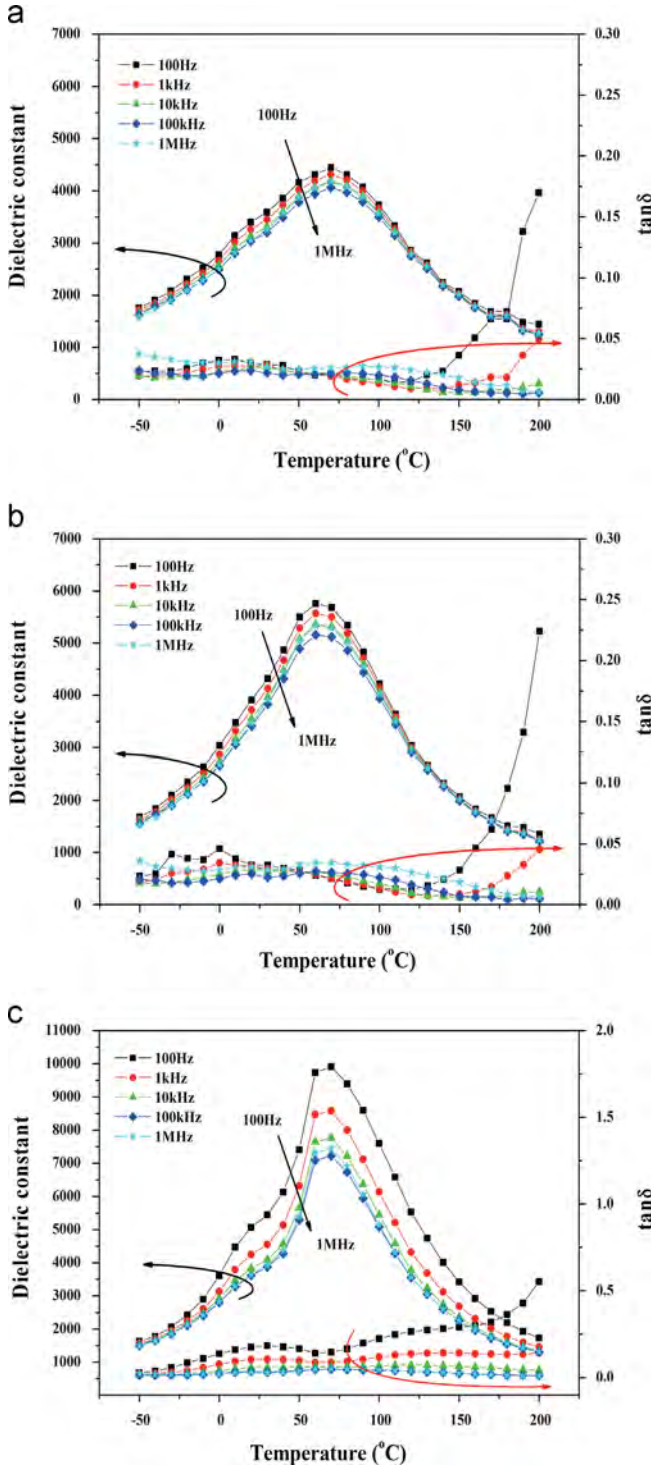 a
7000
6000
5000
4000
3000
2000
1000
0
Dielectric constant
100Hz
1kHz
10kHz
100kHz
1MHz
100Hz
1MHz
0.30
0.25
0.20
0.15
0.10
0.05
0.00
tanδ
-50 0 50 100 150 200
Temperature (°C)
b
7000
6000
5000
4000
3000
2000
1000
0
Dielectric constant
100Hz
1kHz
10kHz
100kHz
1MHz
100Hz
1MHz
0.30
0.25
0.20
0.15
0.10
0.05
0.00
tanδ
-50 0 50 100 150 200
Temperature (°C)
c
11000
10000
9000
8000
7000
6000
5000
4000
3000
2000
1000
Dielectric constant
100Hz
1kHz
10kHz
100kHz
1MHz
100Hz
1MHz
2.0
1.5
1.0
0.5
0.0
tanδ
-50 0 50 100 150 200
Temperature (°C)